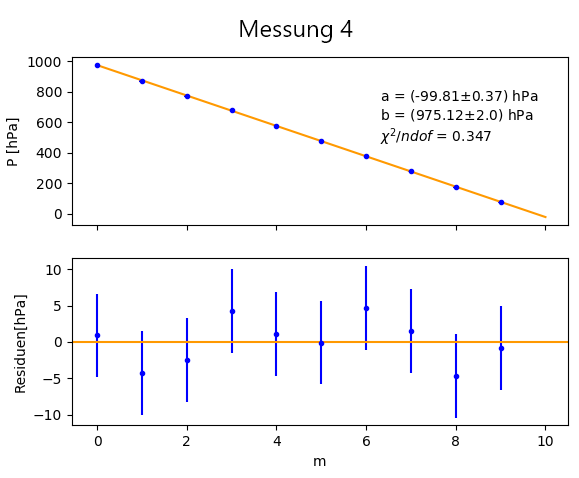 Messung 4
1000
800
600
400
200
0
P [hPa]
a = (-99.81±0.37) hPa
b = (975.12±2.0) hPa
χ²/ndof = 0.347
10
5
0
−5
−10
Residuen[hPa]
0 2 4 6 8 10
m